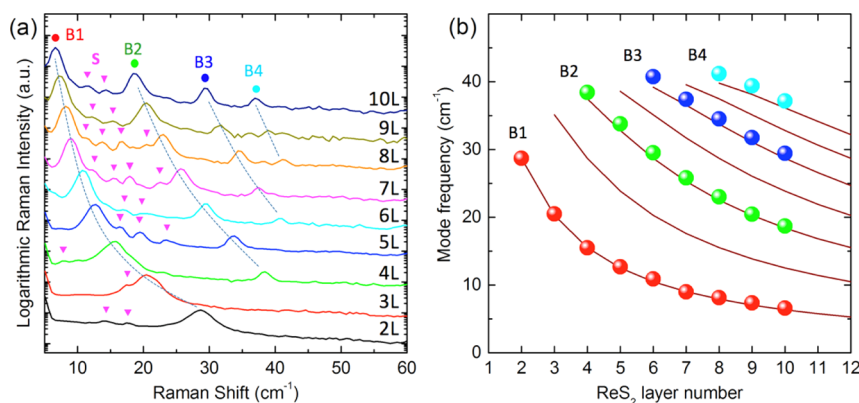 (a)
B1
S
B2
B3
B4
10L
9L
8L
7L
6L
5L
4L
3L
2L
Logarithmic Raman Intensity (a.u.)
10 20 30 40 50 60
Raman Shift (cm⁻¹)
(b)
B1
B2
B3
B4
Mode frequency (cm⁻¹)
50
40
30
20
10
0
1 2 3 4 5 6 7 8 9 10 11 12
ReS₂ layer number